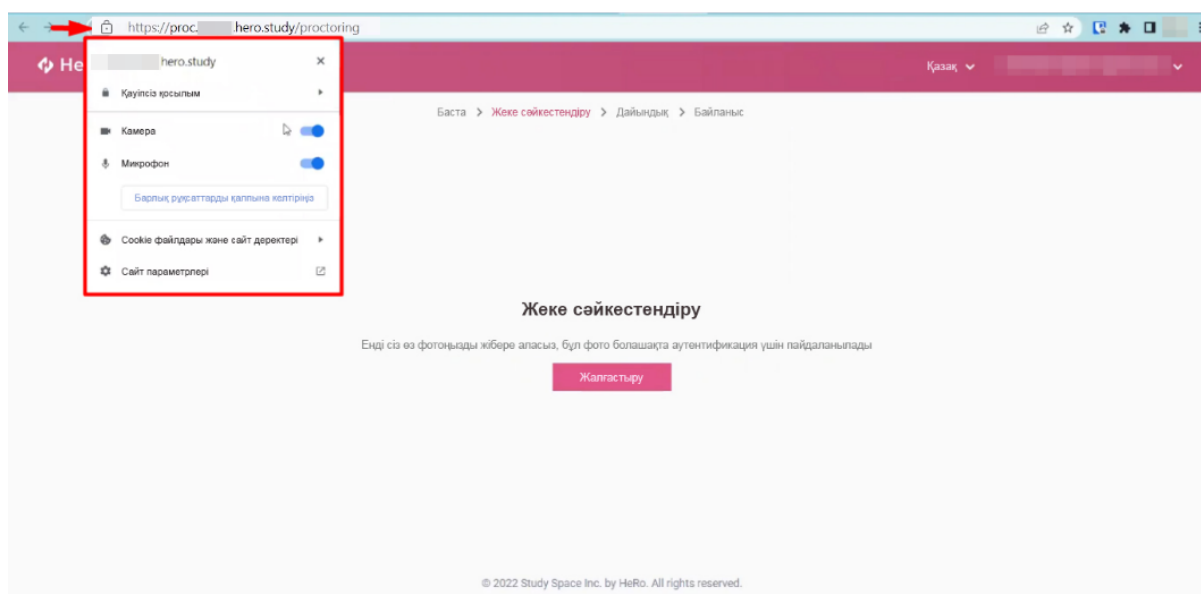 https://proc. .hero.study/proctoring
He
hero.study
Қауіпсіз қосылым
Камера
Микрофон
Барлық рұқсаттарды қалпына келтіріңіз
Cookie файлдары және сайт деректері
Сайт параметрлері
Қазақ
Баста > Жеке сәйкестендіру > Дайындық > Байланыс
Жеке сәйкестендіру
Енді сіз өз фотоңызды жібере аласыз, бұл фото болашақта аутентификация үшін пайдаланылады
Жалғастыру
© 2022 Study Space Inc. by HeRo. All rights reserved.